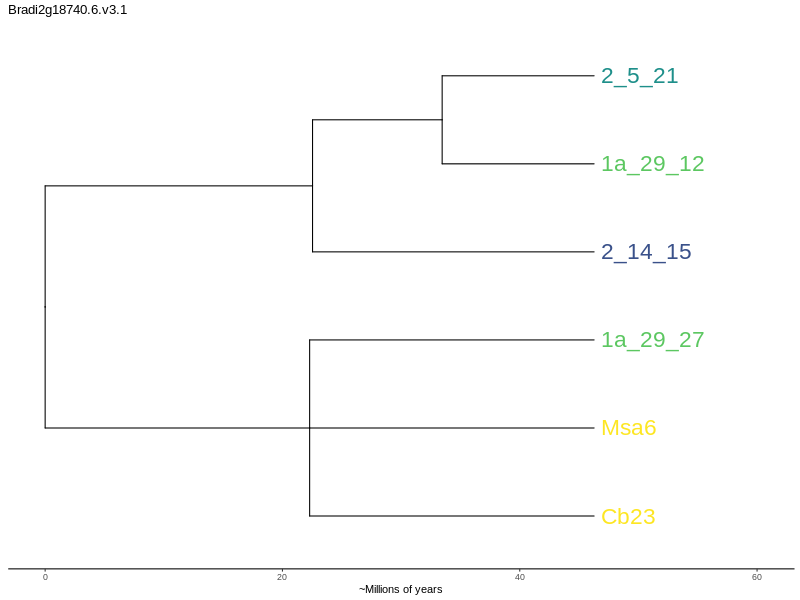 Bradi2g18740.6.v3.1
2_5_21
1a_29_12
2_14_15
1a_29_27
Msa6
Cb23
0 20 40 60
~Millions of years